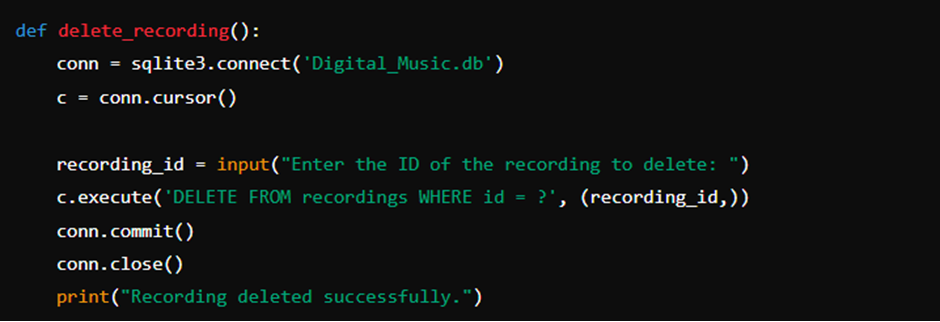 def delete_recording():
    conn = sqlite3.connect('Digital_Music.db')
    c = conn.cursor()

    recording_id = input("Enter the ID of the recording to delete: ")
    c.execute('DELETE FROM recordings WHERE id = ?', (recording_id,))
    conn.commit()
    conn.close()
    print("Recording deleted successfully.")